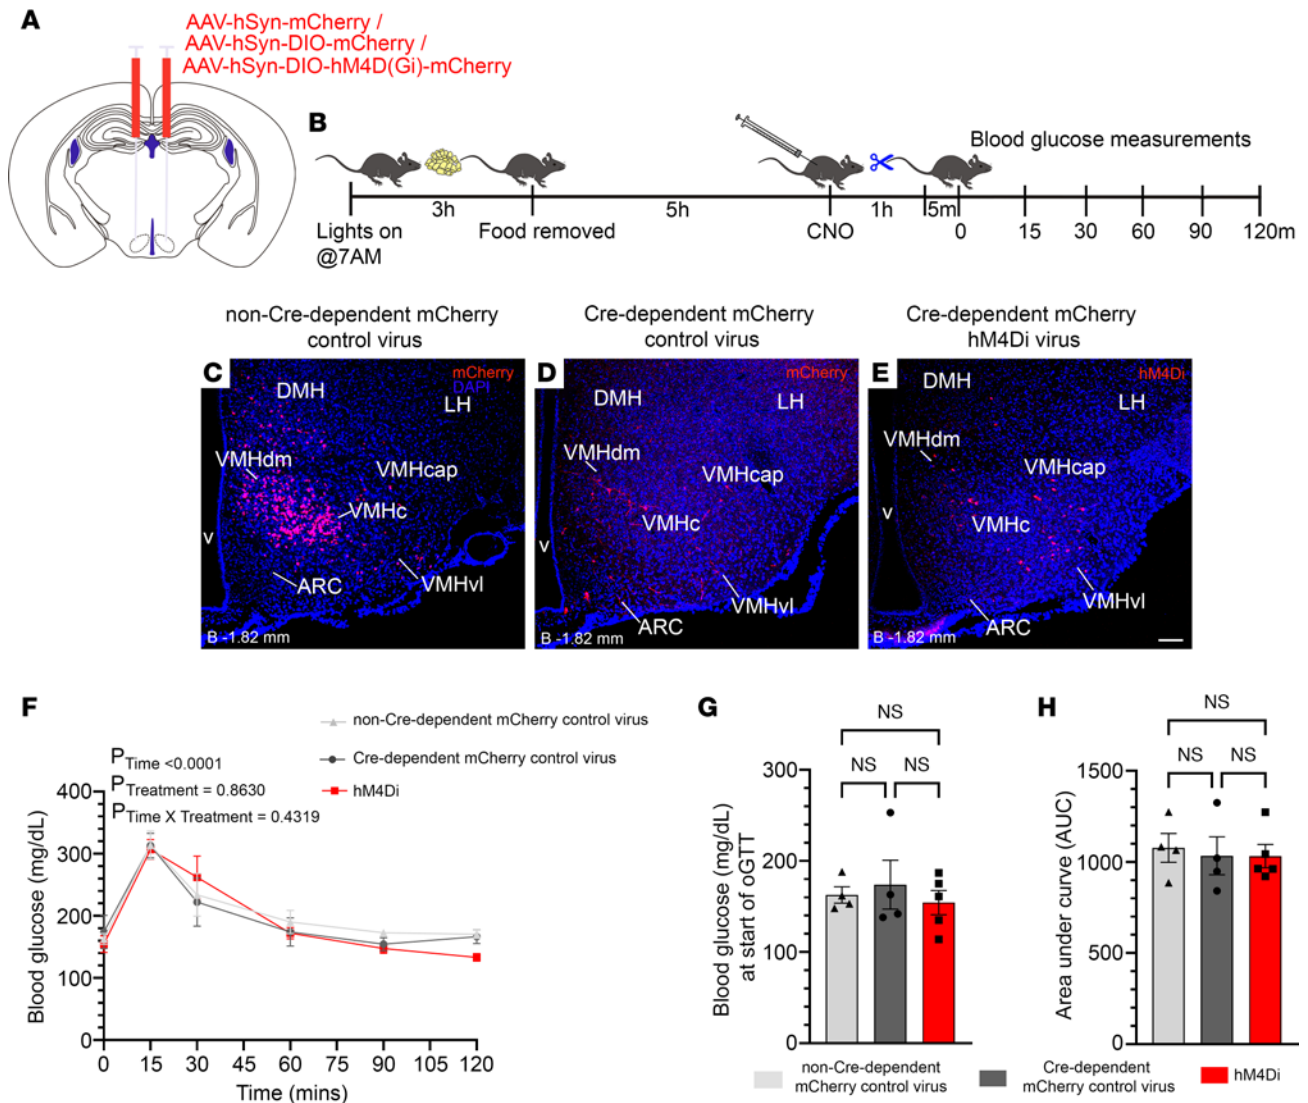 A
AAV-hSyn-mCherry /
AAV-hSyn-DIO-mCherry /
AAV-hSyn-DIO-hM4D(Gi)-mCherry
B
Blood glucose measurements
3h
5h
1h
5m
Lights on
@7AM
Food removed
CNO
0
15
30
60
90
120m
non-Cre-dependent mCherry
control virus
Cre-dependent mCherry
control virus
Cre-dependent mCherry
hM4Di virus
C
mCherry
DAPI
DMH
LH
VMHdm
VMHcap
VMHc
v
ARC
VMHvl
B -1.82 mm
D
mCherry
DMH
LH
VMHdm
VMHcap
VMHc
v
VMHvl
ARC
B -1.82 mm
E
hM4Di
DMH
LH
VMHdm
VMHcap
v
VMHc
VMHvl
ARC
B -1.82 mm
F
non-Cre-dependent mCherry control virus
Cre-dependent mCherry control virus
hM4Di
P Time <0.0001
P Treatment = 0.8630
P Time X Treatment = 0.4319
Blood glucose (mg/dL)
400
300
200
100
0
0 15 30 45 60 75 90 105 120
Time (mins)
G
NS
NS NS
Blood glucose (mg/dL)
at start of oGTT
300
200
100
0
H
NS
NS NS
Area under curve (AUC)
1500
1000
500
0
non-Cre-dependent
mCherry control virus
Cre-dependent
mCherry control virus
hM4Di